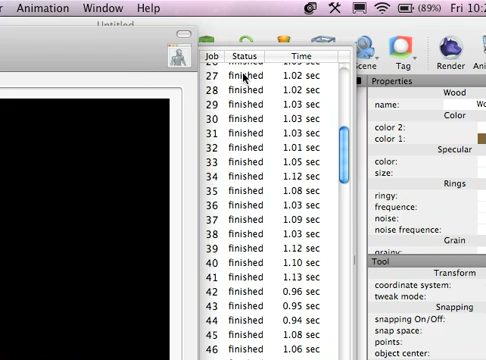 Animation Window Help (89%) Fri 10:2
Untitled
Scene Tag Render
Job Status Time
27 finished 1.02 sec
28 finished 1.02 sec
29 finished 1.03 sec
30 finished 1.03 sec
31 finished 1.03 sec
32 finished 1.01 sec
33 finished 1.05 sec
34 finished 1.12 sec
35 finished 1.08 sec
36 finished 1.03 sec
37 finished 1.09 sec
38 finished 1.03 sec
39 finished 1.12 sec
40 finished 1.10 sec
41 finished 1.13 sec
42 finished 0.96 sec
43 finished 0.95 sec
44 finished 0.94 sec
45 finished 1.08 sec
46 finished 1.06 sec
Properties
Wood
name:
Color
color 2:
color 1:
Specular
color:
size:
Rings
ringy:
frequency:
noise:
noise frequency:
Grain
grainy:
Tool
Transform
coordinate system:
tweak mode:
Snapping
snapping On/Off:
snap space:
points:
object center: